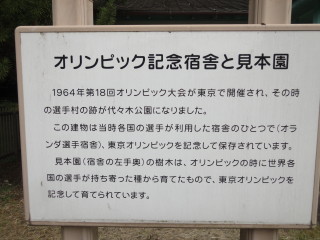 オリンピック記念宿舎と見本園
1964年第18回オリンピック大会が東京で開催され、その時
の選手村の跡が代々木公園になりました。
この建物は当時各国の選手が利用した宿舎のひとつで(オラ
ンダ選手宿舎)、東京オリンピックを記念して保存されています。
見本園(宿舎の左手奥)の樹木は、オリンピックの時に世界各
国の選手が持ち寄った種から育てたもので、東京オリンピックを
記念して育てられています。